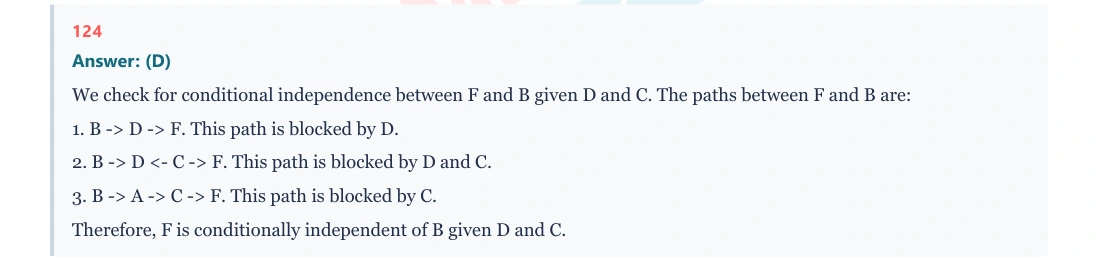 124
Answer: (D)
We check for conditional independence between F and B given D and C. The paths between F and B are:
1. B -> D -> F. This path is blocked by D.
2. B -> D <- C -> F. This path is blocked by D and C.
3. B -> A -> C -> F. This path is blocked by C.
Therefore, F is conditionally independent of B given D and C.